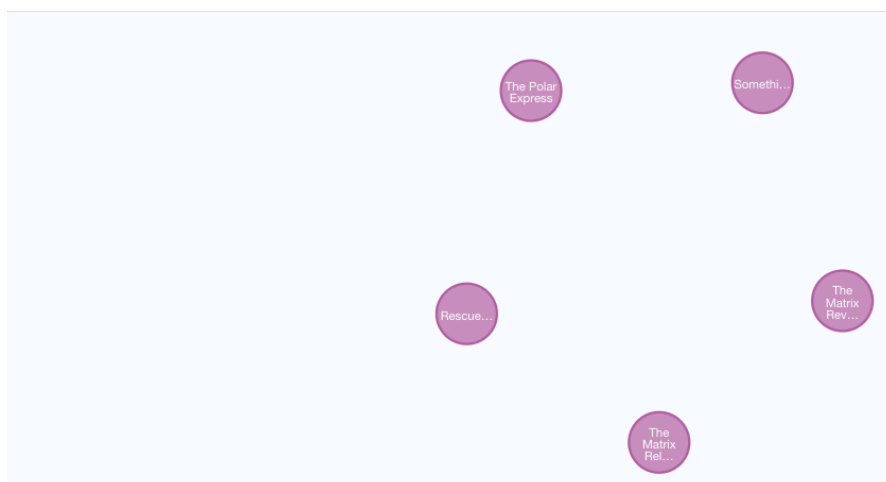 The Polar
Express
Somethi...
Rescue...
The
Matrix
Rev...
The
Matrix
Rel...